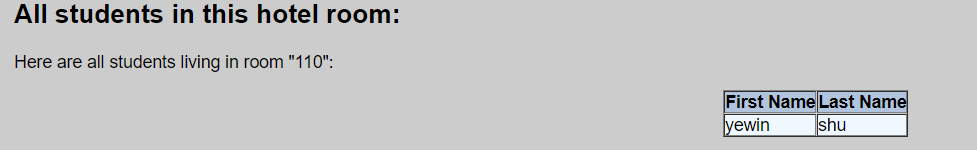 All students in this hotel room:
Here are all students living in room "110":
First Name Last Name
yewin shu